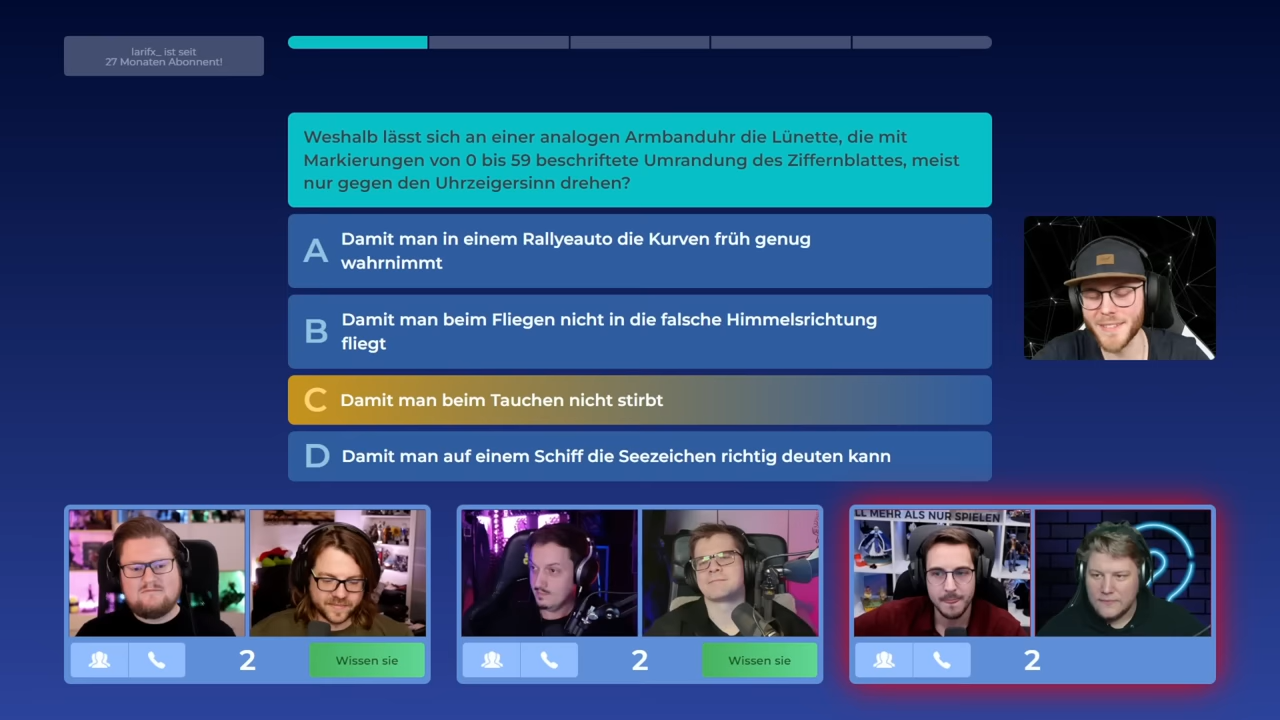 larifx_ ist seit
27 Monaten Abonnent!
Weshalb lässt sich an einer analogen Armbanduhr die Lünette, die mit
Markierungen von 0 bis 59 beschriftete Umrandung des Ziffernblattes, meist
nur gegen den Uhrzeigersinn drehen?
A
Damit man in einem Rallyeauto die Kurven früh genug
wahrnimmt
B
Damit man beim Fliegen nicht in die falsche Himmelsrichtung
fliegt
C Damit man beim Tauchen nicht stirbt
D Damit man auf einem Schiff die Seezeichen richtig deuten kann
LL MEHR ALS NUR SPIELEN
2 Wissen sie
2 Wissen sie
2